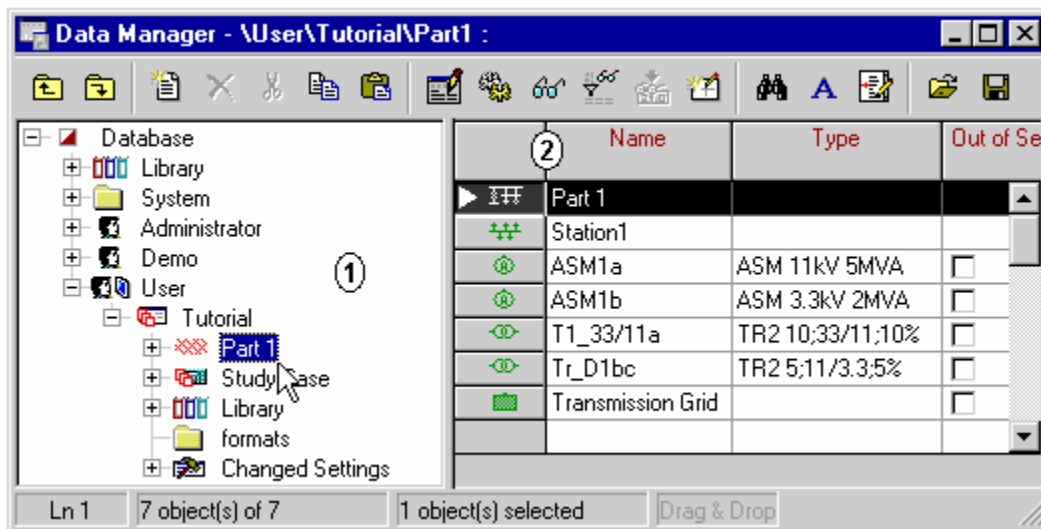 Data Manager - \User\Tutorial\Part1 :
Database
Library
System
Administrator
Demo
User
Tutorial
Part 1
Study Case
Library
formats
Changed Settings
1
2
Name Type Out of Se
Part 1
Station1
ASM1a ASM 11kV 5MVA
ASM1b ASM 3.3kV 2MVA
T1_33/11a TR2 10;33/11;10%
Tr_D1bc TR2 5;11/3.3;5%
Transmission Grid
Ln 1 7 object(s) of 7 1 object(s) selected Drag & Drop